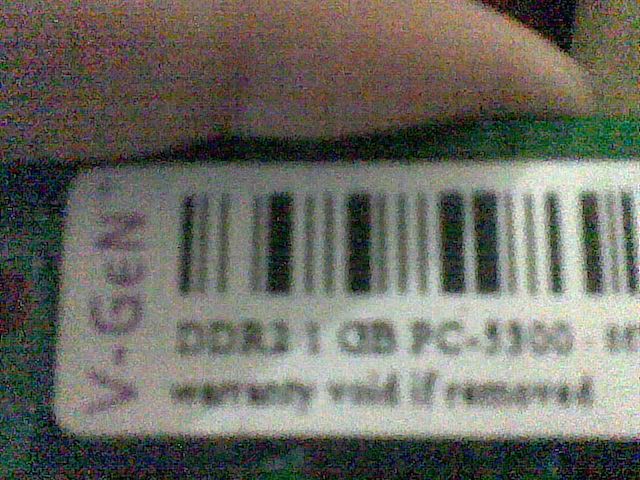 V-GeN
DDR2 1 GB PC-5300
warranty void if removed